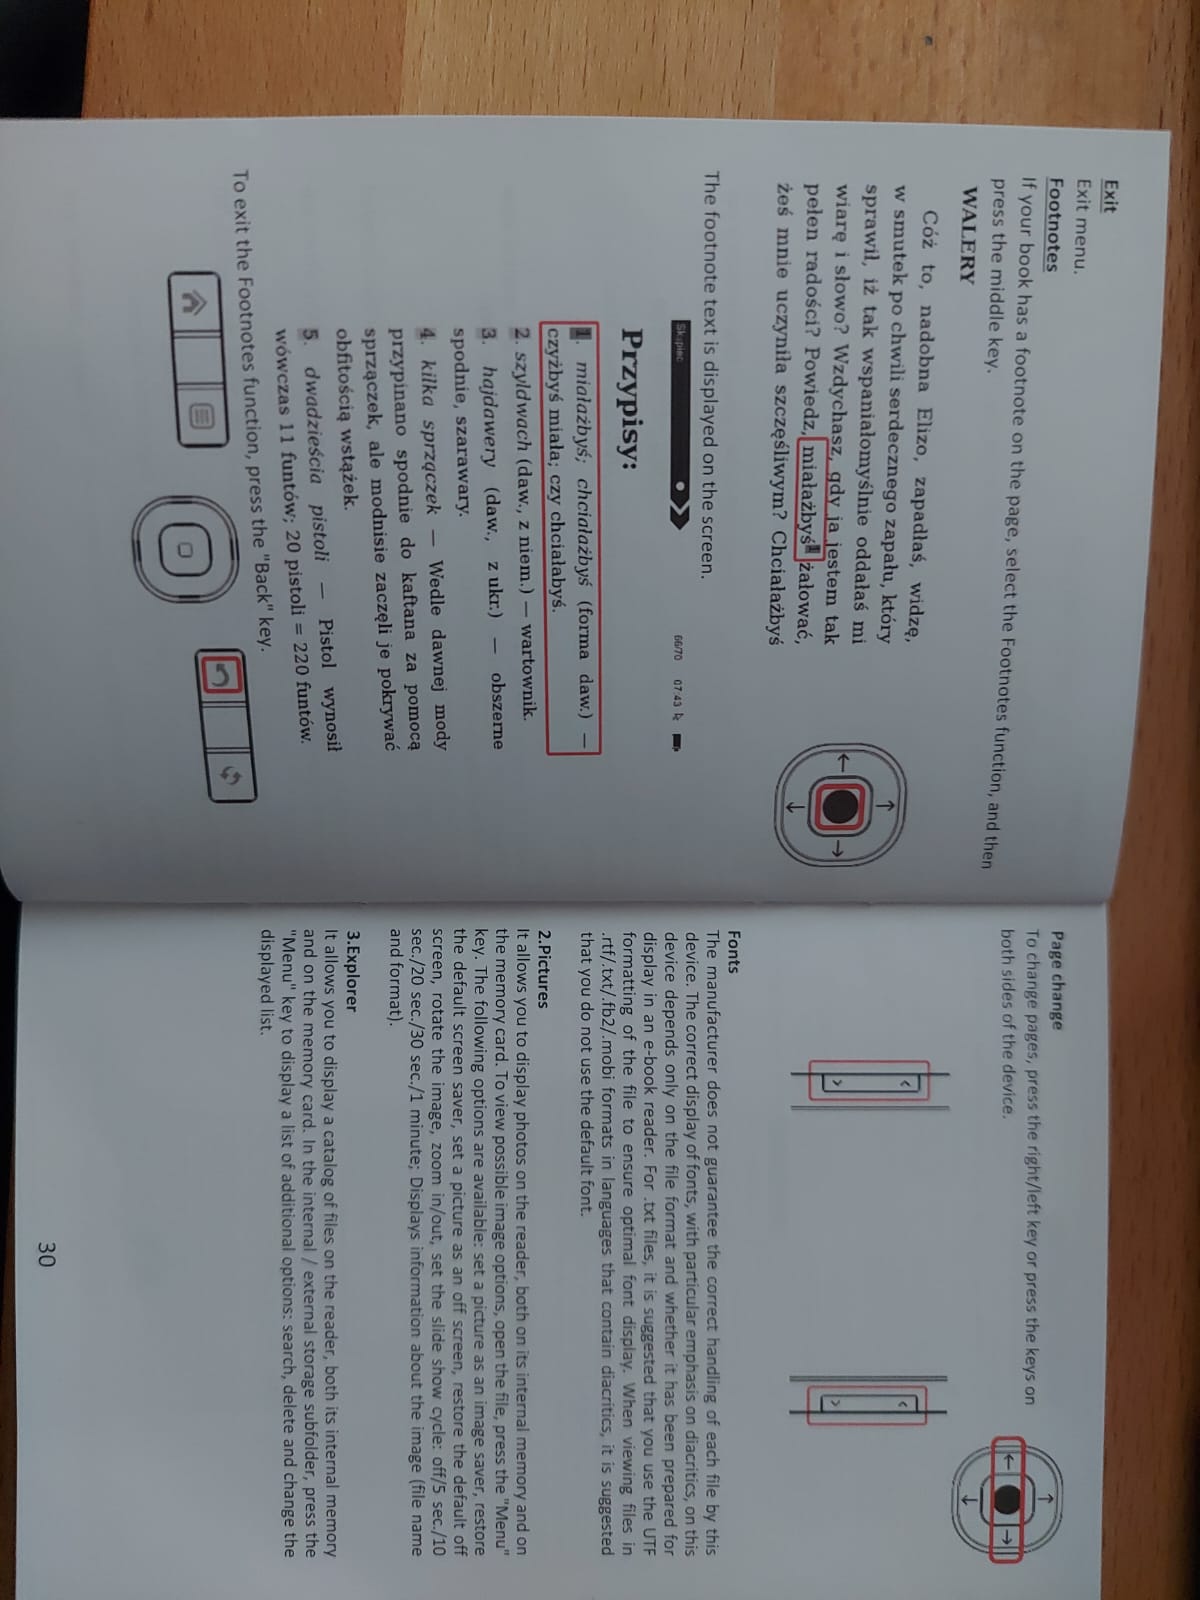 Exit
Exit menu.
Footnotes
If your book has a footnote on the page, select the Footnotes function, and then
press the middle key.
WALERY
Cóż to, nadobna Elizo, zapadłaś, widzę,
w smutek po chwili serdecznego zapału, który
sprawił, iż tak wspaniałomyślnie oddałaś mi
wiarę i słowo? Wzdychasz, gdy ja jestem tak
pełen radości? Powiedz, miałażbyś1 żałować,
żeś mnie uczyniła szczęśliwym? Chciałażbyś
The footnote text is displayed on the screen.
Skąpiec
66/70 07:43
Przypisy:
1. miałażbyś; chciałażbyś (forma daw.) —
czyżbyś miała; czy chciałabyś.
2. szyldwach (daw., z niem.) — wartownik.
3. hajdawery (daw., z ukr.) — obszerne
spodnie, szarawary.
4. kilka sprzączek — Wedle dawnej mody
przypinano spodnie do kaftana za pomocą
sprzączek, ale modnisie zaczęli je pokrywać
obfitością wstążek.
5. dwadzieścia pistoli — Pistol wynosił
wówczas 11 funtów; 20 pistoli = 220 funtów.
To exit the Footnotes function, press the "Back" key.
Page change
To change pages, press the right/left key or press the keys on
both sides of the device.
Fonts
The manufacturer does not guarantee the correct handling of each file by this
device. The correct display of fonts, with particular emphasis on diacritics, on this
device depends only on the file format and whether it has been prepared for
display in an e-book reader. For .txt files, it is suggested that you use the UTF
formatting of the file to ensure optimal font display. When viewing files in
.rtf/.txt/.fb2/.mobi formats in languages that contain diacritics, it is suggested
that you do not use the default font.
2.Pictures
It allows you to display photos on the reader, both on its internal memory and on
the memory card. To view possible image options, open the file, press the "Menu"
key. The following options are available: set a picture as an image saver, restore
the default screen saver, set a picture as an off screen, restore the default off
screen, rotate the image, zoom in/out, set the slide show cycle: off/5 sec./10
sec./20 sec./30 sec./1 minute; Displays information about the image (file name
and format).
3.Explorer
It allows you to display a catalog of files on the reader, both its internal memory
and on the memory card. In the internal / external storage subfolder, press the
"Menu" key to display a list of additional options: search, delete and change the
displayed list.
30